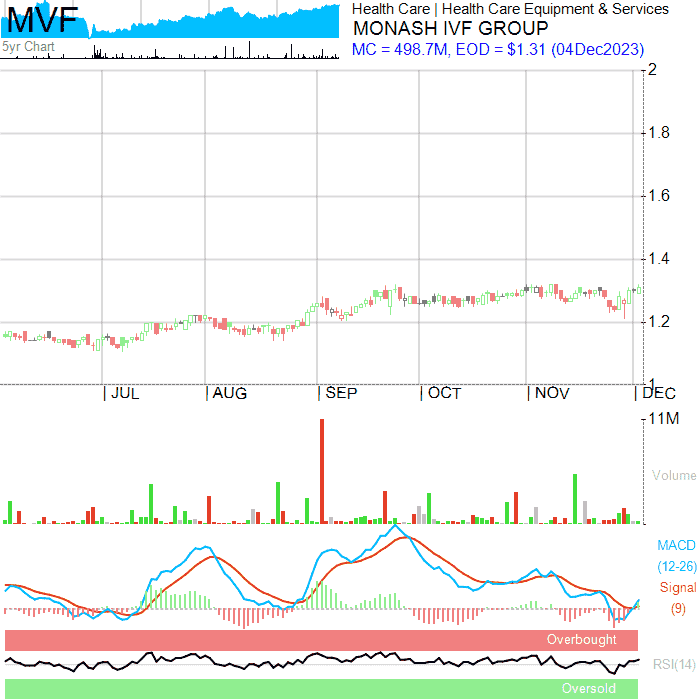 MVF
5yr Chart
Health Care | Health Care Equipment & Services
MONASH IVF GROUP
MC = 498.7M, EOD = $1.31 (04Dec2023)
2
1.8
1.6
1.4
1.2
1
| JUL | AUG | SEP | OCT | NOV | DEC
11M
Volume
MACD
(12-26)
Signal
(9)
Overbought
RSI(14)
Oversold